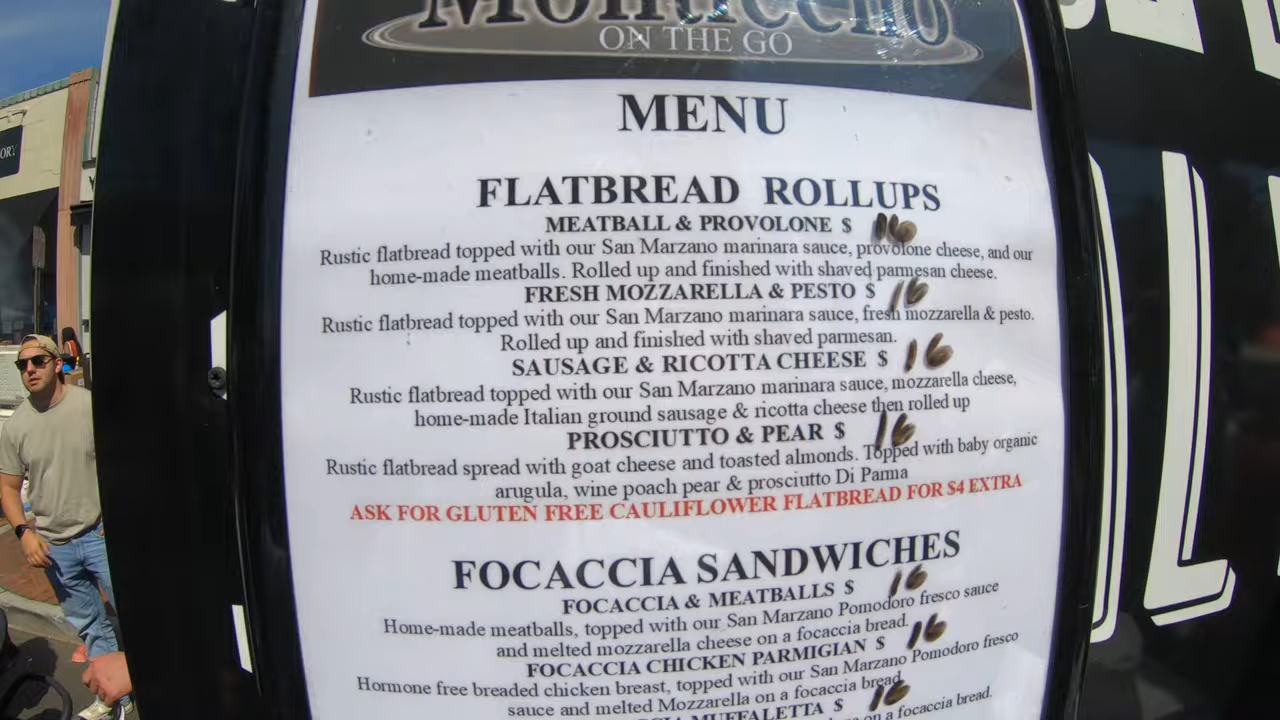 ON THE GO
MENU
FLATBREAD ROLLUPS
MEATBALL & PROVOLONE $ 16
Rustic flatbread topped with our San Marzano marinara sauce, provolone cheese, and our
home-made meatballs. Rolled up and finished with shaved parmesan cheese.
FRESH MOZZARELLA & PESTO $ 16
Rustic flatbread topped with our San Marzano marinara sauce, fresh mozzarella & pesto.
Rolled up and finished with shaved parmesan.
SAUSAGE & RICOTTA CHEESE $ 16
Rustic flatbread topped with our San Marzano marinara sauce, mozzarella cheese,
home-made Italian ground sausage & ricotta cheese then rolled up
PROSCIUTTO & PEAR $ 16
Rustic flatbread spread with goat cheese and toasted almonds. Topped with baby organic
arugula, wine poach pear & prosciutto Di Parma
ASK FOR GLUTEN FREE CAULIFLOWER FLATBREAD FOR $4 EXTRA
FOCACCIA SANDWICHES
FOCACCIA & MEATBALLS $ 16
Home-made meatballs, topped with our San Marzano Pomodoro fresco sauce
and melted mozzarella cheese on a focaccia bread.
FOCACCIA CHICKEN PARMIGIAN $ 16
Hormone free breaded chicken breast, topped with our San Marzano Pomodoro fresco
sauce and melted Mozzarella on a focaccia bread
MUFFALETTA $ 16
on a focaccia bread.